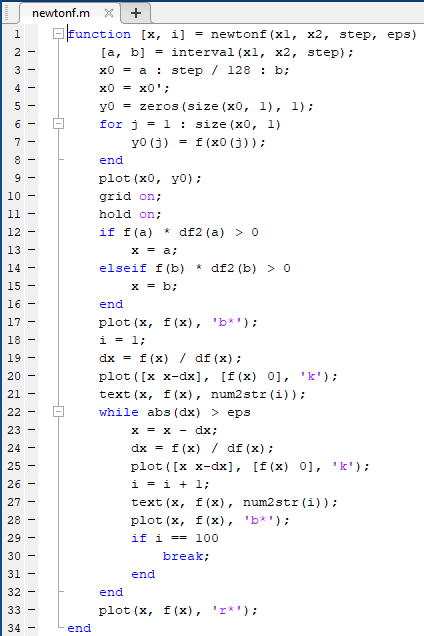 newtonf.m × +
1 function [x, i] = newtonf(x1, x2, step, eps)
2 [a, b] = interval(x1, x2, step);
3 x0 = a : step / 128 : b;
4 x0 = x0';
5 y0 = zeros(size(x0, 1), 1);
6 for j = 1 : size(x0, 1)
7 y0(j) = f(x0(j));
8 end
9 plot(x0, y0);
10 grid on;
11 hold on;
12 if f(a) * df2(a) > 0
13 x = a;
14 elseif f(b) * df2(b) > 0
15 x = b;
16 end
17 plot(x, f(x), 'b*');
18 i = 1;
19 dx = f(x) / df(x);
20 plot([x x-dx], [f(x) 0], 'k');
21 text(x, f(x), num2str(i));
22 while abs(dx) > eps
23 x = x - dx;
24 dx = f(x) / df(x);
25 plot([x x-dx], [f(x) 0], 'k');
26 i = i + 1;
27 text(x, f(x), num2str(i));
28 plot(x, f(x), 'b*');
29 if i == 100
30 break;
31 end
32 end
33 plot(x, f(x), 'r*');
34 end